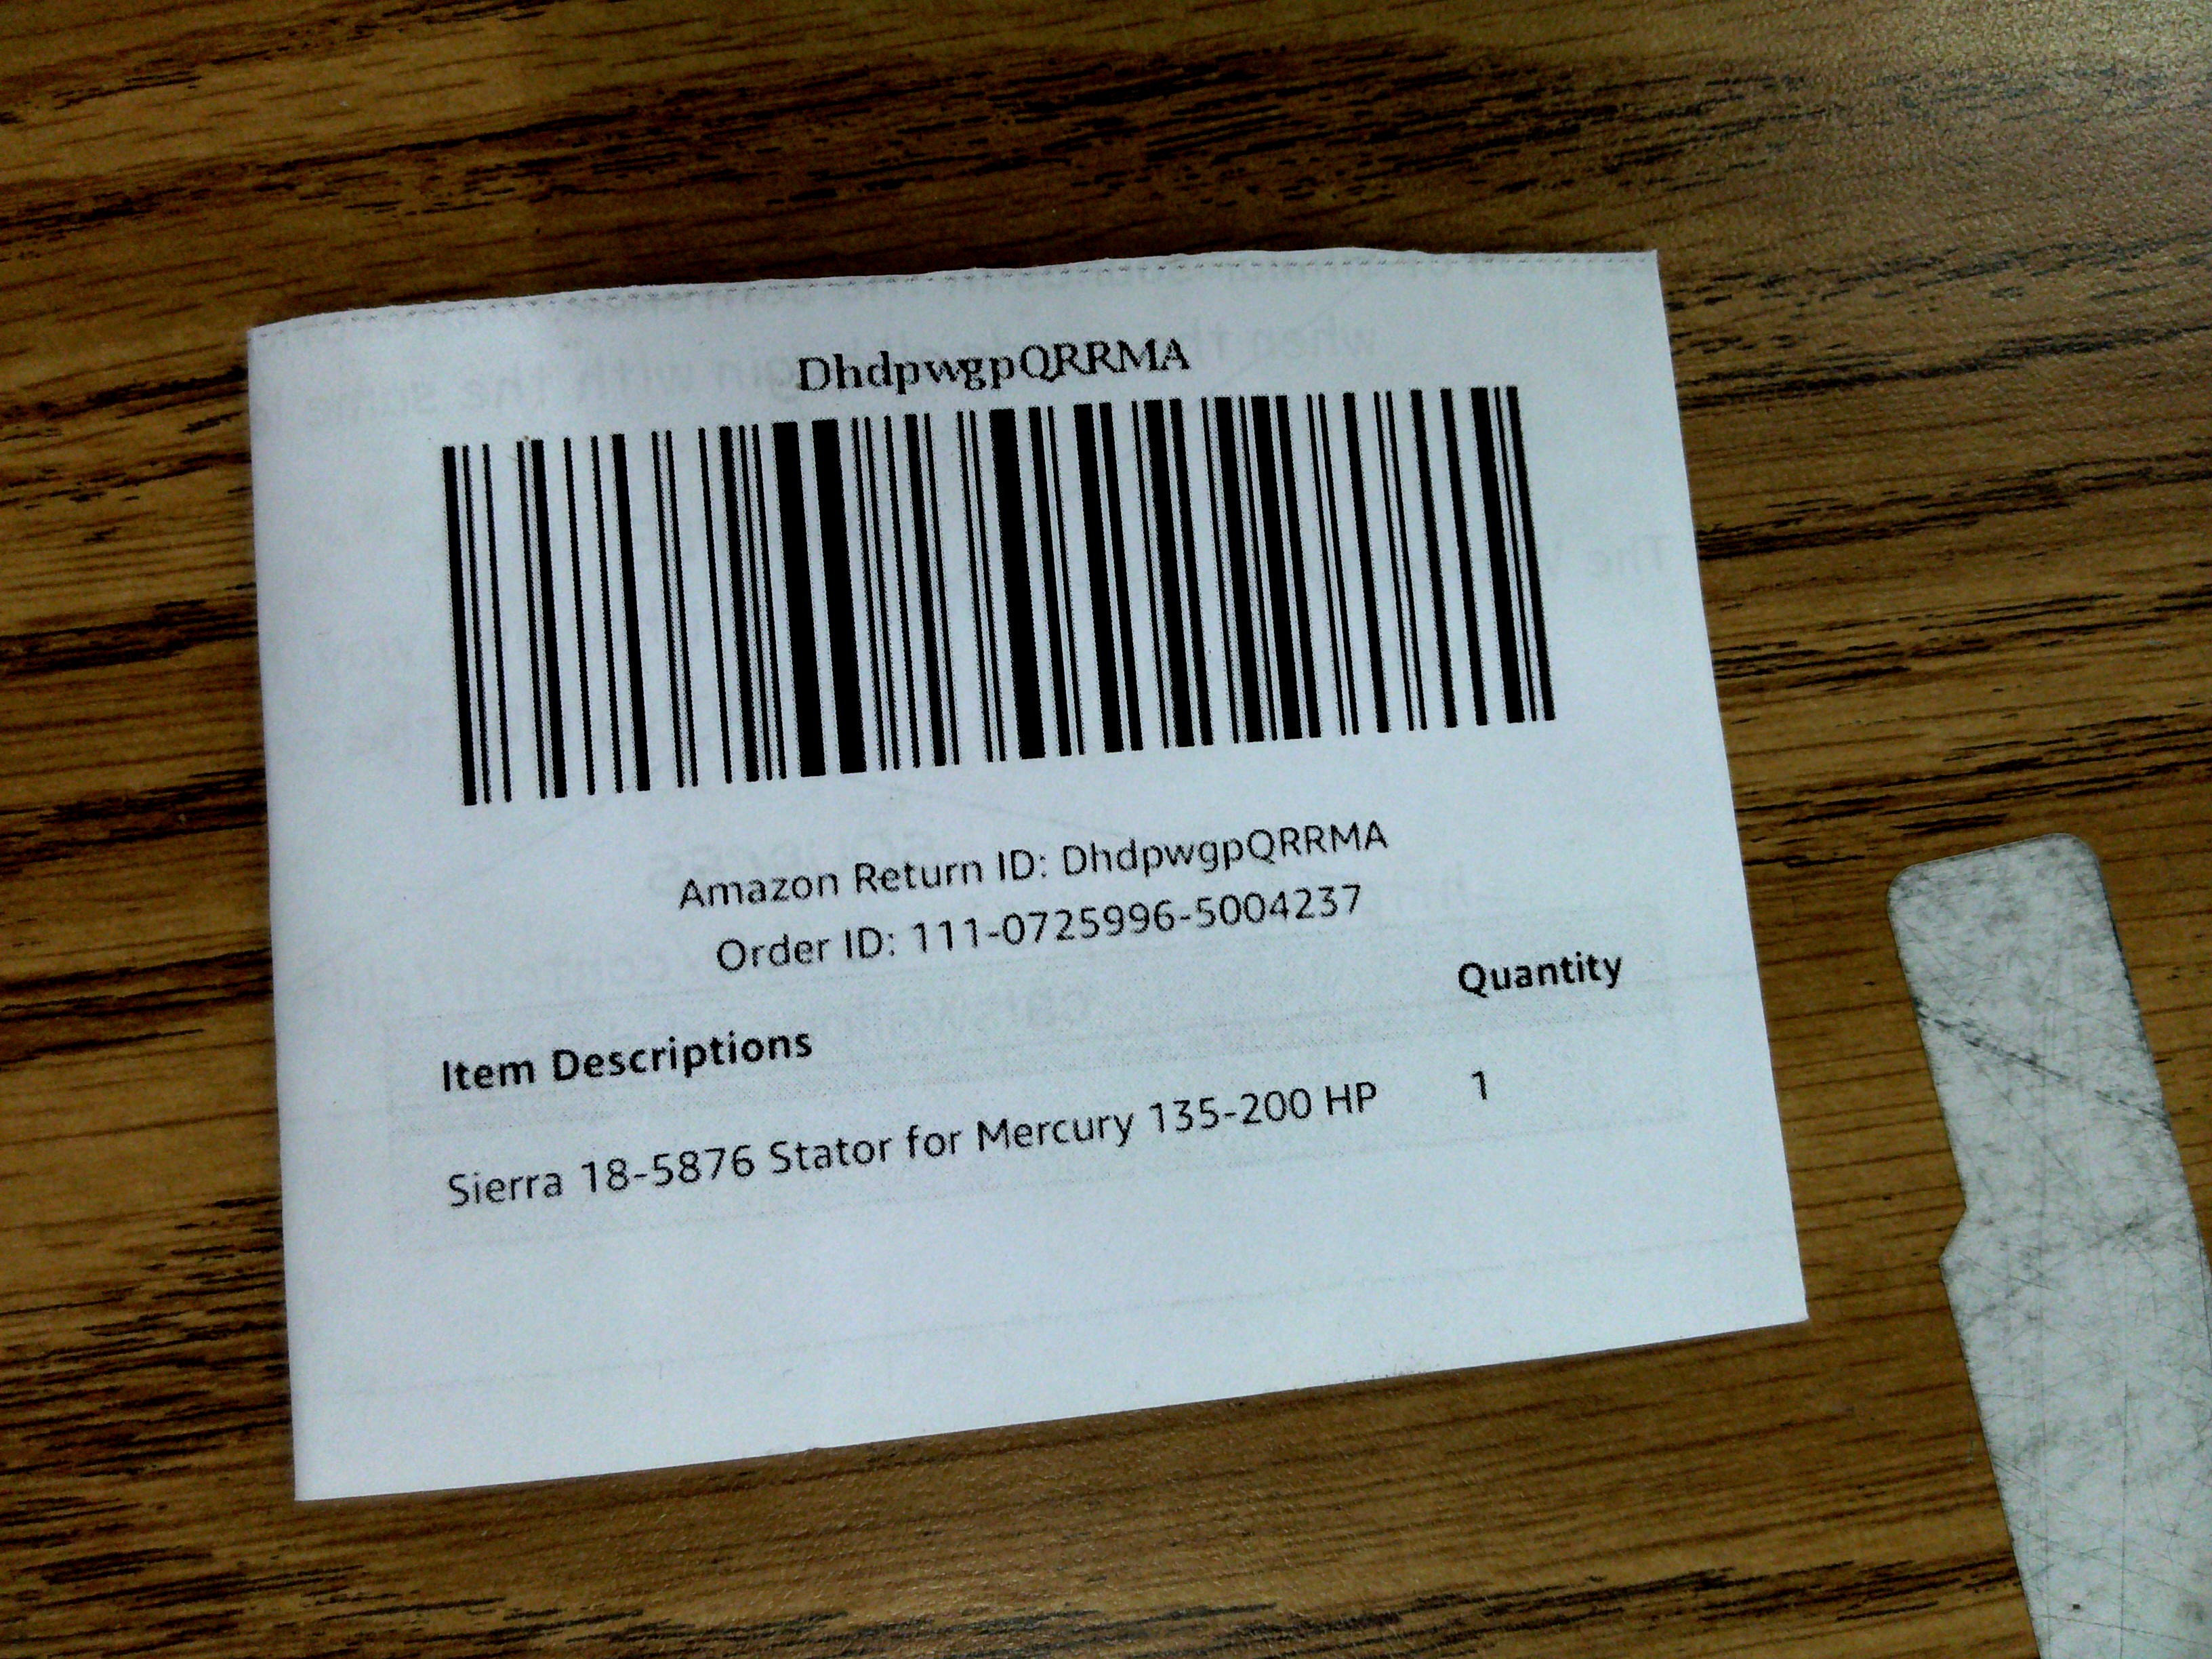 DhdpwgpQRRMA
Amazon Return ID: DhdpwgpQRRMA
Order ID: 111-0725996-5004237
Item Descriptions Quantity
Sierra 18-5876 Stator for Mercury 135-200 HP 1